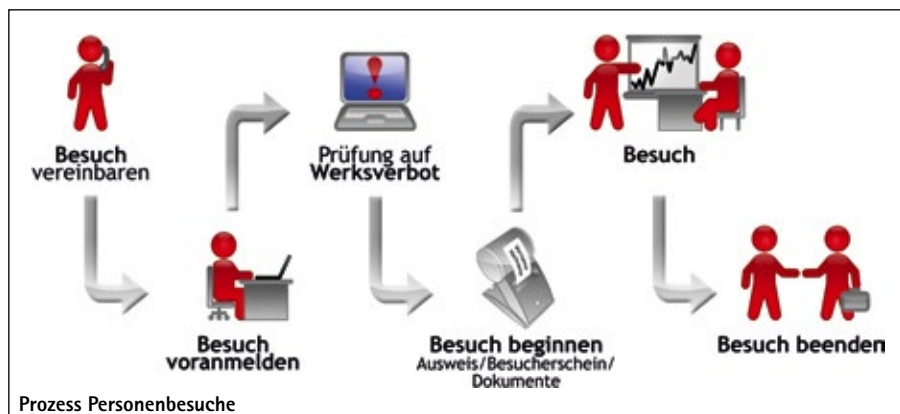 Besuch
vereinbaren
Besuch
voranmelden
Prüfung auf
Werksverbot
Besuch beginnen
Ausweis/Besucherschein/
Dokumente
Besuch
Besuch beenden
Prozess Personenbesuche